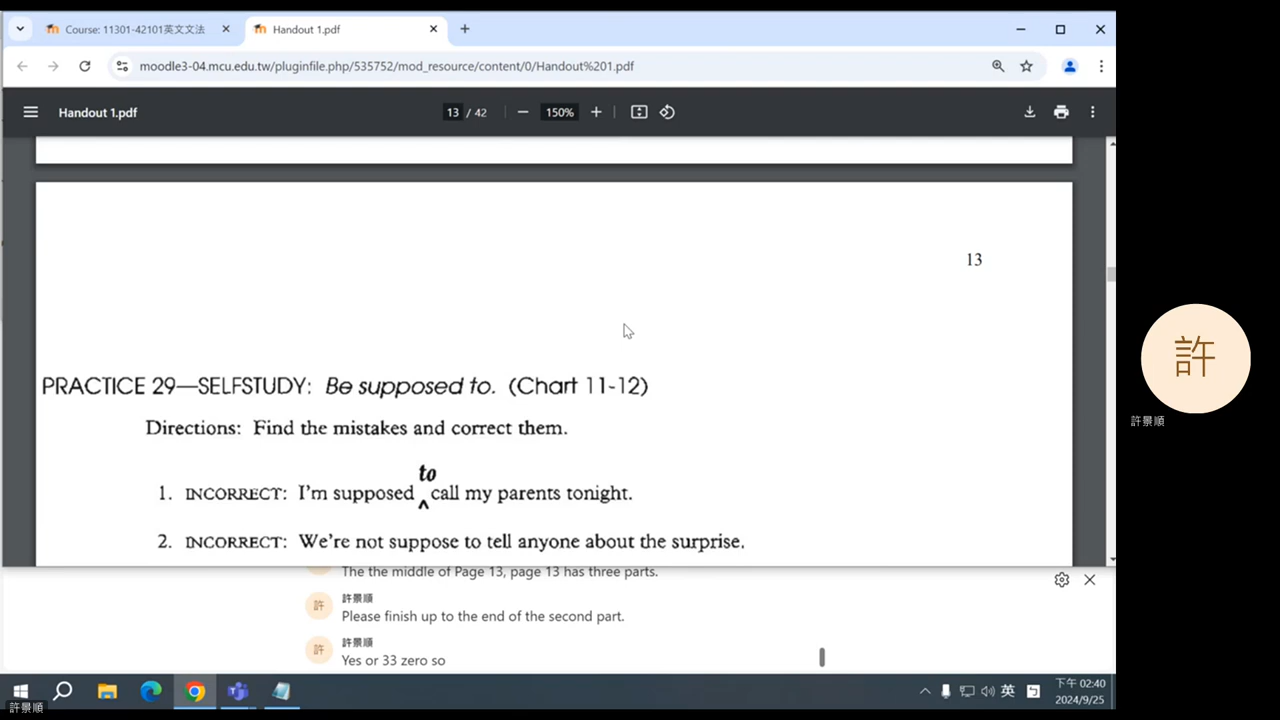 Course: 11301-42101英文文法
Handout 1.pdf
moodle3-04.mcu.edu.tw/pluginfile.php/535752/mod_resource/content/0/Handout%201.pdf
Handout 1.pdf
13 / 42
150%
13
PRACTICE 29—SELFSTUDY: Be supposed to. (Chart 11-12)
Directions: Find the mistakes and correct them.
to
1. INCORRECT: I'm supposed ^ call my parents tonight.
2. INCORRECT: We're not suppose to tell anyone about the surprise.
The the middle of Page 13, page 13 has three parts.
許 許景順
Please finish up to the end of the second part.
許 許景順
Yes or 33 zero so
許
許景順
英
下午 02:40
2024/9/25
許景順